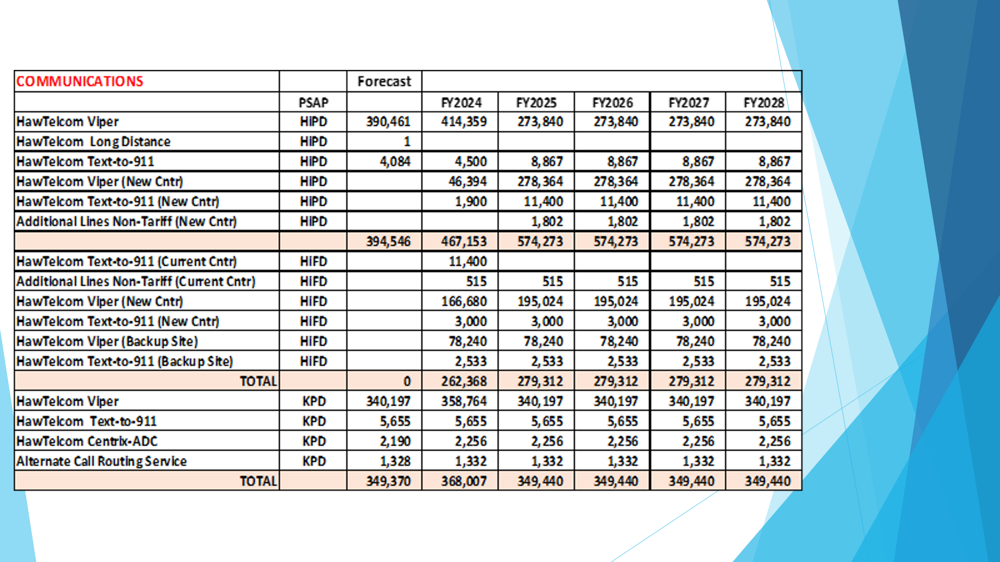 COMMUNICATIONS Forecast
PSAP FY2024 FY2025 FY2026 FY2027 FY2028
HawTelcom Viper HiPD 390,461 414,359 273,840 273,840 273,840 273,840
HawTelcom Long Distance HiPD 1
HawTelcom Text-to-911 HiPD 4,084 4,500 8,867 8,867 8,867 8,867
HawTelcom Viper (New Cntr) HiPD 46,394 278,364 278,364 278,364 278,364
HawTelcom Text-to-911 (New Cntr) HiPD 1,900 11,400 11,400 11,400 11,400
Additional Lines Non-Tariff (New Cntr) HiPD 1,802 1,802 1,802 1,802
394,546 467,153 574,273 574,273 574,273 574,273
HawTelcom Text-to-911 (Current Cntr) HiFD 11,400
Additional Lines Non-Tariff (Current Cntr) HiFD 515 515 515 515 515
HawTelcom Viper (New Cntr) HiFD 166,680 195,024 195,024 195,024 195,024
HawTelcom Text-to-911 (New Cntr) HiFD 3,000 3,000 3,000 3,000 3,000
HawTelcom Viper (Backup Site) HiFD 78,240 78,240 78,240 78,240 78,240
HawTelcom Text-to-911 (Backup Site) HiFD 2,533 2,533 2,533 2,533 2,533
TOTAL 0 262,368 279,312 279,312 279,312 279,312
HawTelcom Viper KPD 340,197 358,764 340,197 340,197 340,197 340,197
HawTelcom Text-to-911 KPD 5,655 5,655 5,655 5,655 5,655 5,655
HawTelcom Centrix-ADC KPD 2,190 2,256 2,256 2,256 2,256 2,256
Alternate Call Routing Service KPD 1,328 1,332 1,332 1,332 1,332 1,332
TOTAL 349,370 368,007 349,440 349,440 349,440 349,440